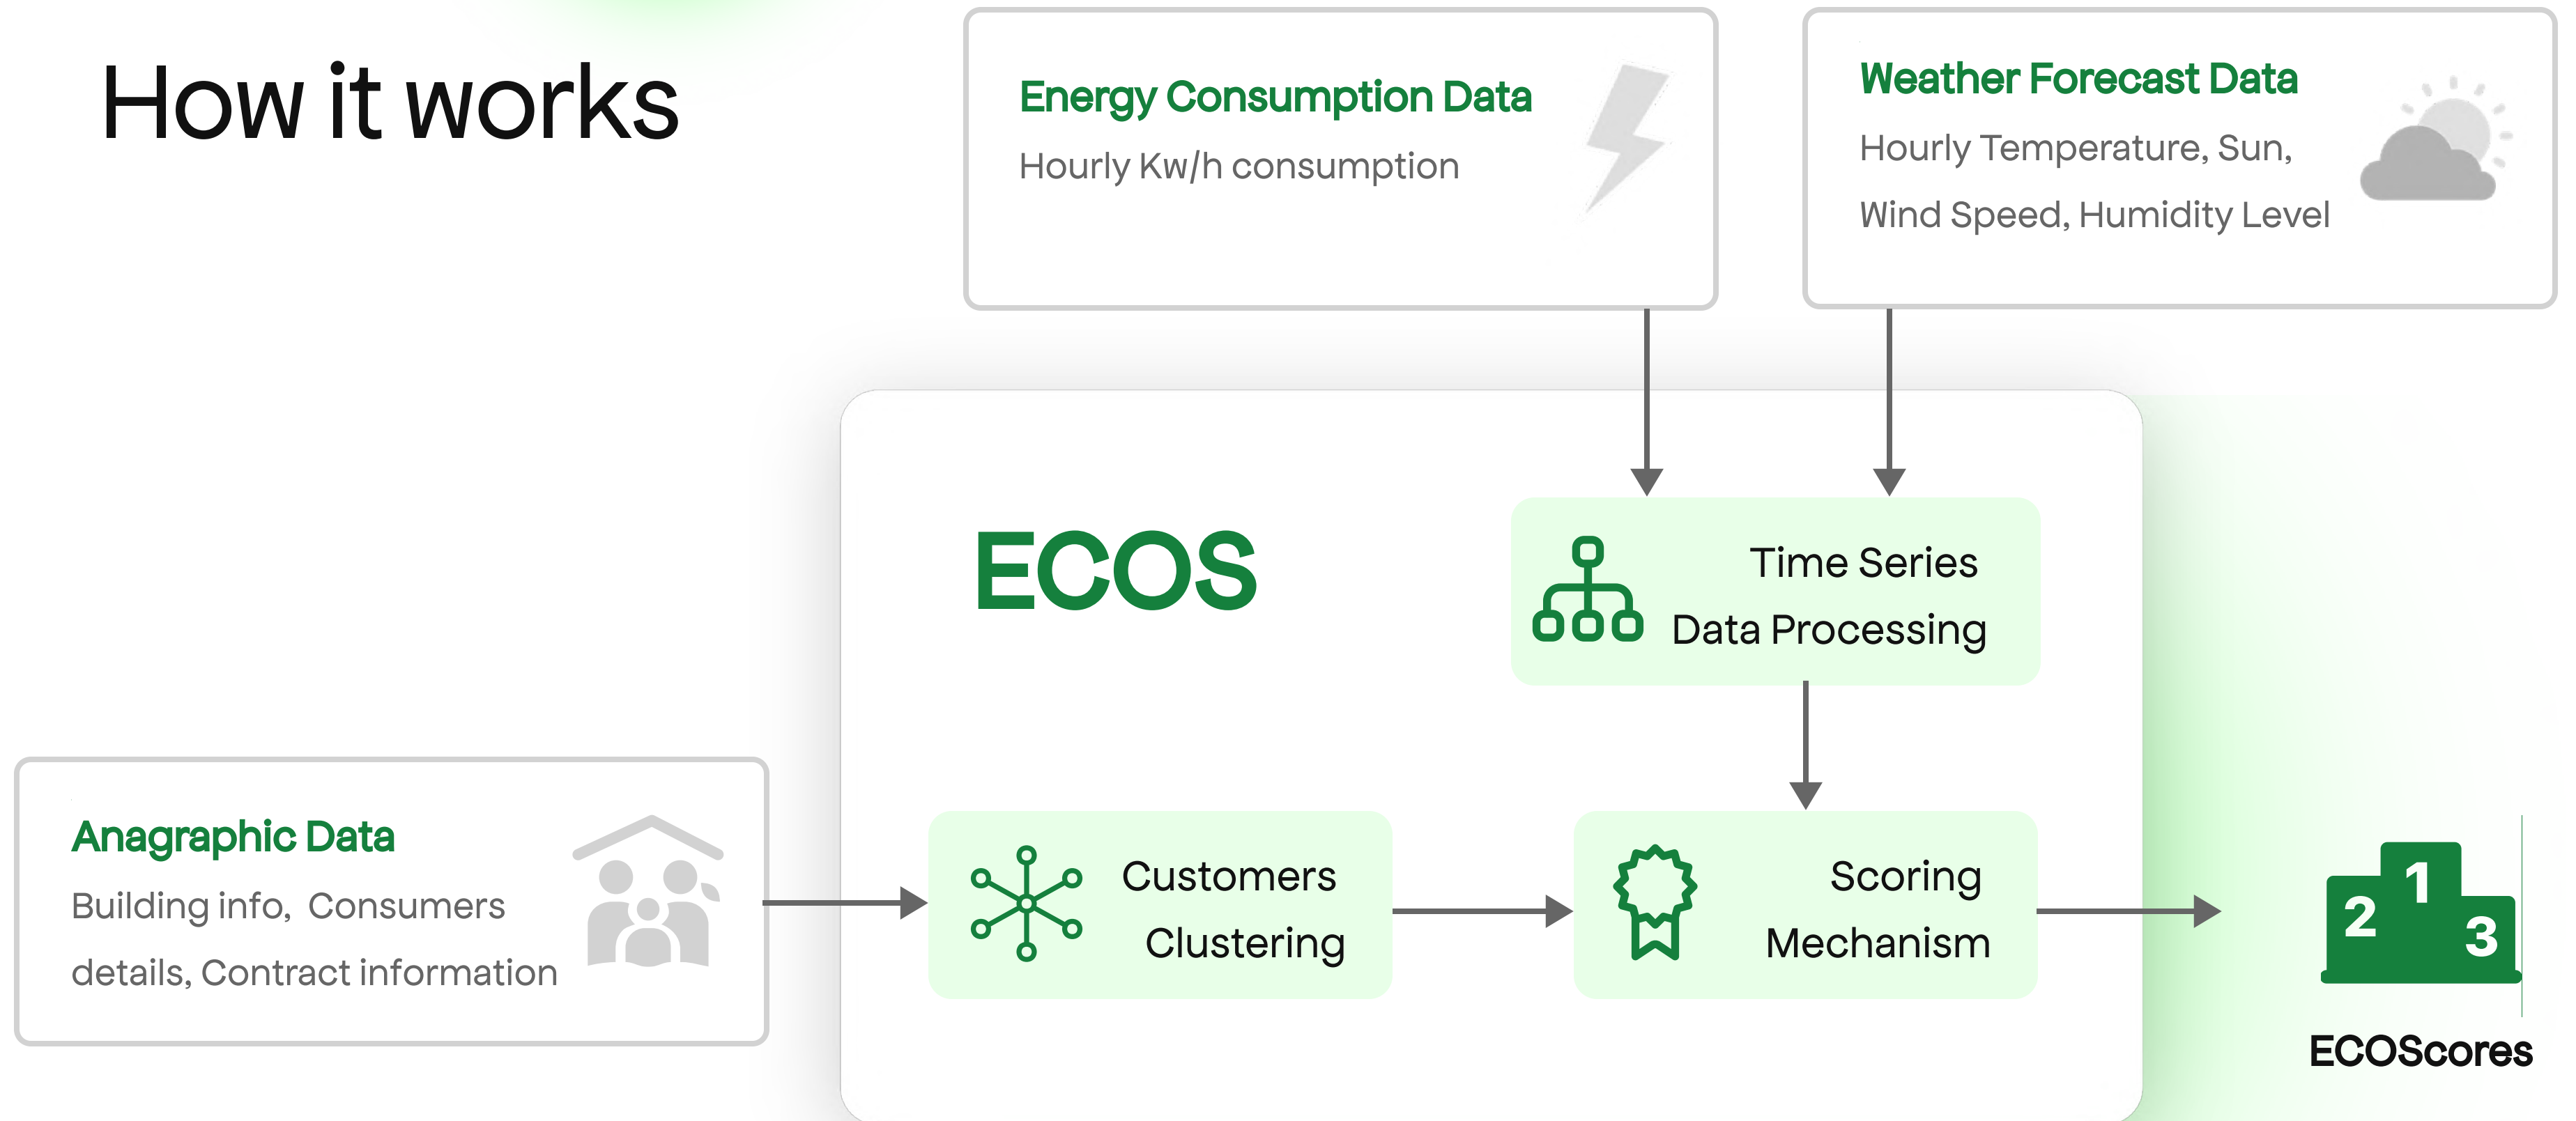 How it works
Energy Consumption Data
Hourly Kw/h consumption
Weather Forecast Data
Hourly Temperature, Sun,
Wind Speed, Humidity Level
ECOS
Time Series
Data Processing
Anagraphic Data
Building info,  Consumers
details, Contract information
Customers
Clustering
Scoring
Mechanism
1
2
3
ECOScores